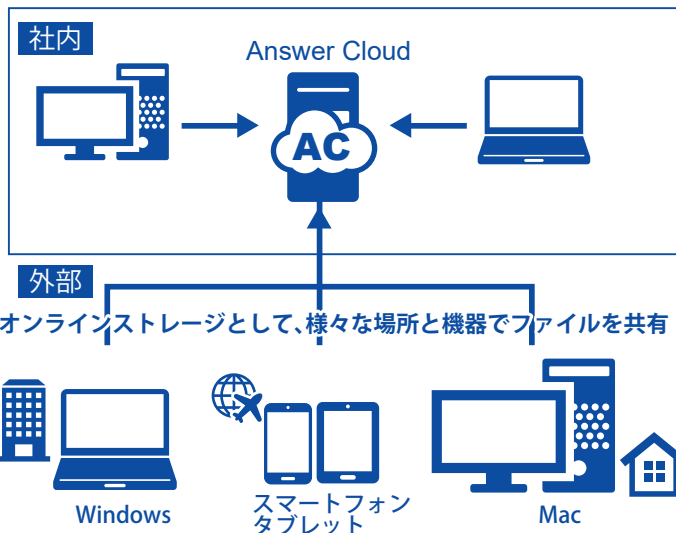 社内
Answer Cloud
AC
外部
オンラインストレージとして、様々な場所と機器でファイルを共有
Windows
スマートフォン
タブレット
Mac